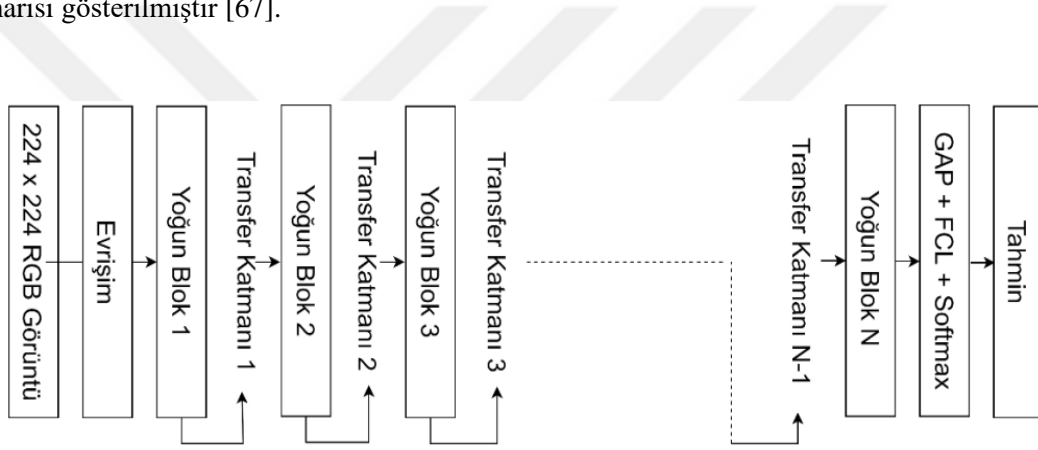 gösterilmiştir [67].
224 x 224 RGB Görüntü
Evrişim
Yoğun Blok 1
Transfer Katmanı 1
Yoğun Blok 2
Transfer Katmanı 2
Yoğun Blok 3
Transfer Katmanı 3
Transfer Katmanı N-1
Yoğun Blok N
GAP + FCL + Softmax
Tahmin